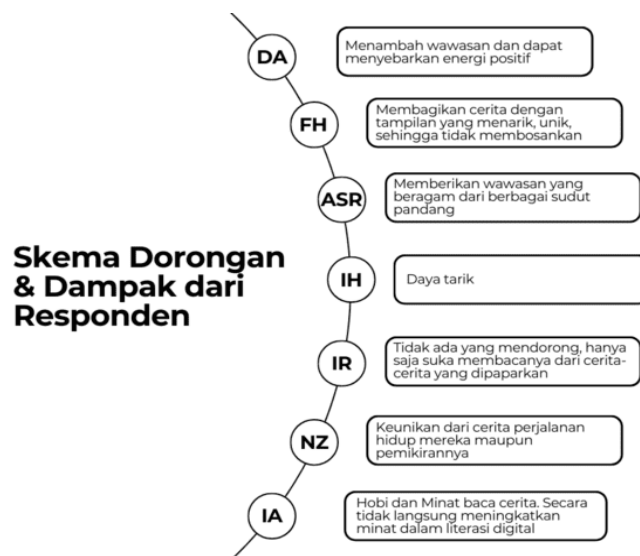 DA
Menambah wawasan dan dapat
menyebarkan energi positif
FH
Membagikan cerita dengan
tampilan yang menarik, unik,
sehingga tidak membosankan
ASR
Memberikan wawasan yang
beragam dari berbagai sudut
pandang
Skema Dorongan
& Dampak dari
Responden
IH
Daya tarik
IR
Tidak ada yang mendorong, hanya
saja suka membacanya dari cerita-
cerita yang dipaparkan
NZ
Keunikan dari cerita perjalanan
hidup mereka maupun
pemikirannya
IA
Hobi dan Minat baca cerita. Secara
tidak langsung meningkatkan
minat dalam literasi digital